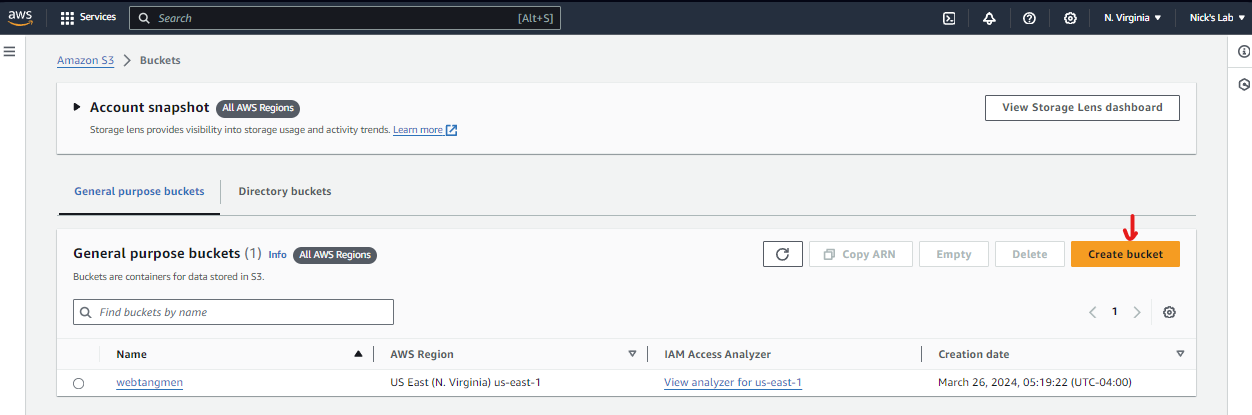 aws Services Search [Alt+S] N. Virginia Nick's Lab
Amazon S3 Buckets
Account snapshot All AWS Regions View Storage Lens dashboard
Storage lens provides visibility into storage usage and activity trends. Learn more
General purpose buckets Directory buckets
General purpose buckets (1) Info All AWS Regions Copy ARN Empty Delete Create bucket
Buckets are containers for data stored in S3.
Find buckets by name 1
Name AWS Region IAM Access Analyzer Creation date
webtangmen US East (N. Virginia) us-east-1 View analyzer for us-east-1 March 26, 2024, 05:19:22 (UTC-04:00)